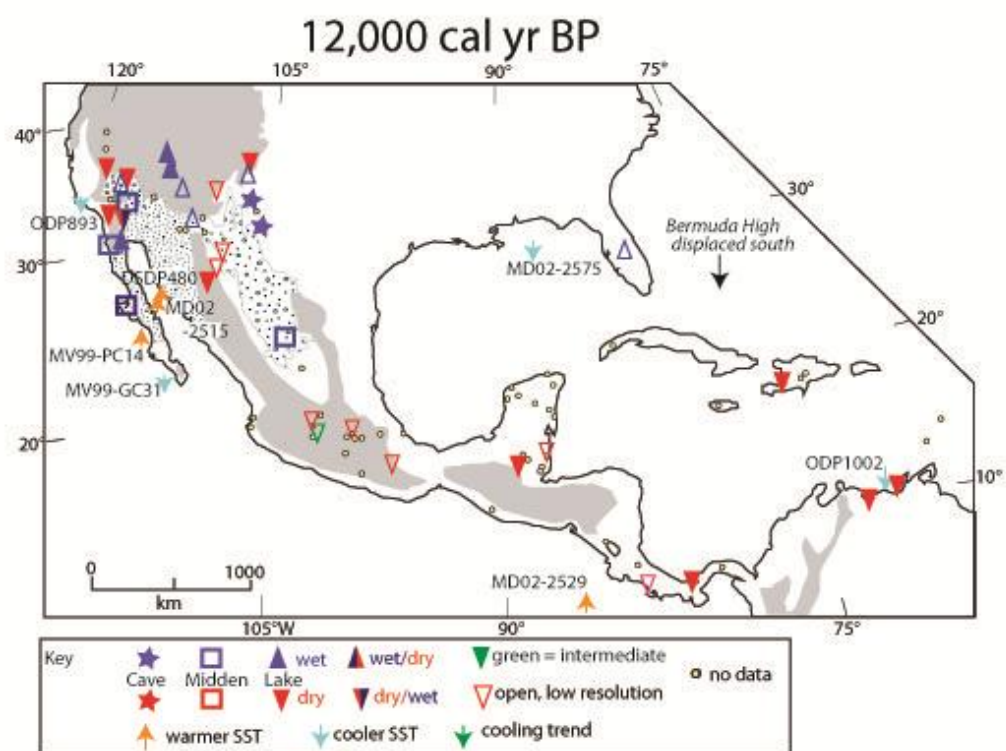 12,000 cal yr BP
120° 105° 90° 75°
40°
30°
ODP893
Bermuda High
displaced south
30°
MD02-2575
DSDP480
MD02
-2515
20°
MV99-PC14
MV99-GC31
20°
ODP1002
10°
0 1000
km
MD02-2529
105°W 90° 75°
Key
wet wet/dry green = intermediate
no data
Cave Midden Lake
dry dry/wet open, low resolution
warmer SST cooler SST cooling trend